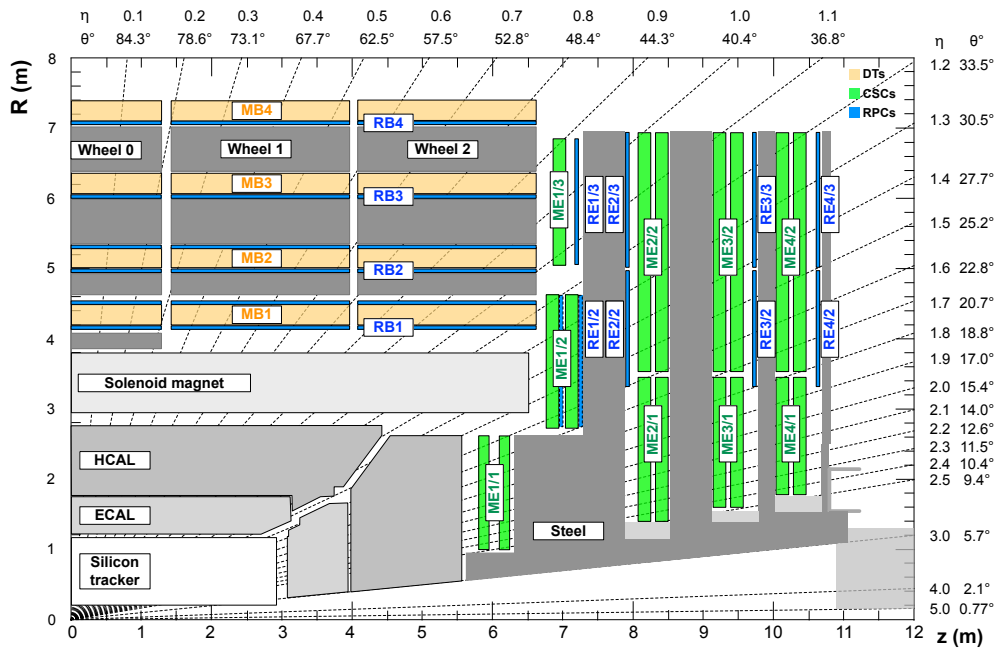 η 0.1 0.2 0.3 0.4 0.5 0.6 0.7 0.8 0.9 1.0 1.1
θ° 84.3° 78.6° 73.1° 67.7° 62.5° 57.5° 52.8° 48.4° 44.3° 40.4° 36.8° η θ°
R (m)
8
7
6
5
4
3
2
1
0
1.2 33.5°
1.3 30.5°
1.4 27.7°
1.5 25.2°
1.6 22.8°
1.7 20.7°
1.8 18.8°
1.9 17.0°
2.0 15.4°
2.1 14.0°
2.2 12.6°
2.3 11.5°
2.4 10.4°
2.5 9.4°
3.0 5.7°
4.0 2.1°
5.0 0.77°
DTs
CSCs
RPCs
MB4
RB4
Wheel 0 Wheel 1 Wheel 2
MB3
RB3
MB2
RB2
MB1
RB1
Solenoid magnet
HCAL
ECAL
Silicon
tracker
Steel
ME1/3
RE1/3
RE2/3
ME2/2
ME3/2
RE3/3
ME4/2
RE4/3
ME1/2
RE1/2
RE2/2
RE3/2
RE4/2
ME1/1
ME2/1
ME3/1
ME4/1
0 1 2 3 4 5 6 7 8 9 10 11 12
z (m)